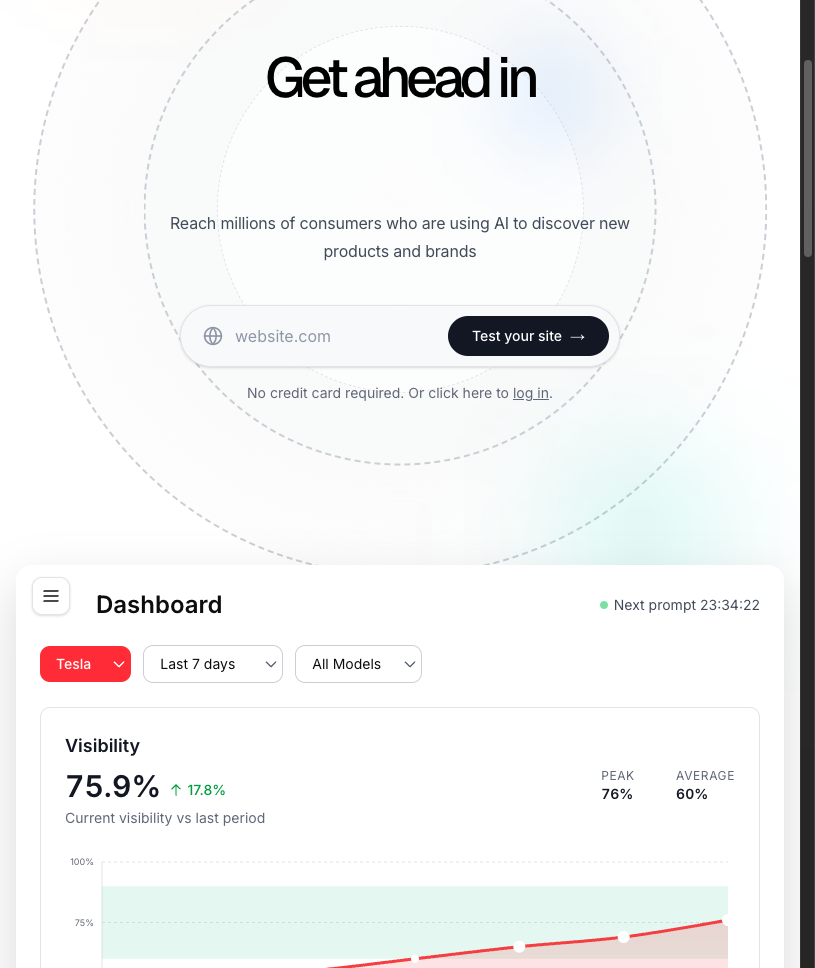 Get ahead in
Reach millions of consumers who are using AI to discover new
products and brands
website.com
Test your site →
No credit card required. Or click here to log in.
Dashboard
Next prompt 23:34:22
Tesla
Last 7 days
All Models
Visibility
75.9% ↑ 17.8%
Current visibility vs last period
PEAK
76%
AVERAGE
60%
100%
75%